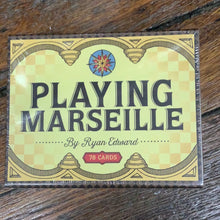 PLAYING
MARSEILLE
By Ryan Edward
78 CARDS